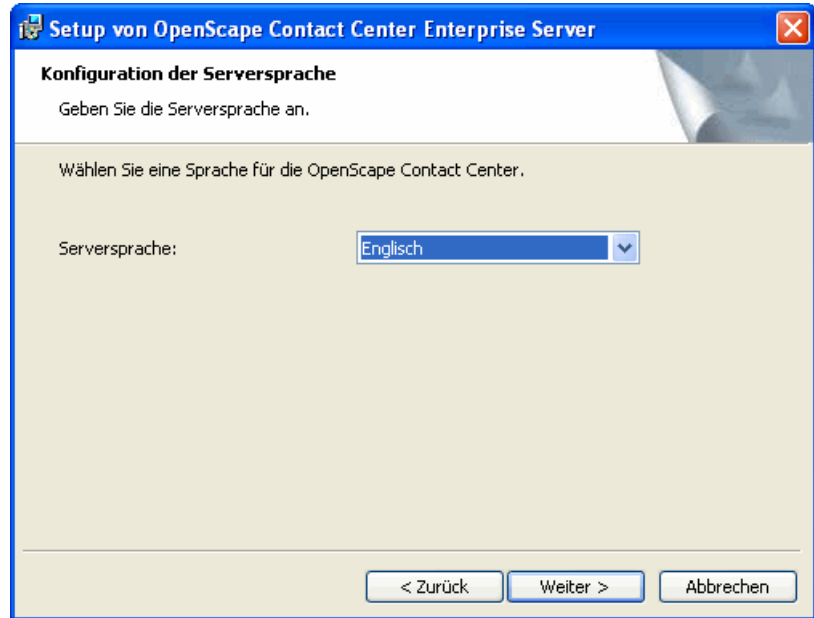 Setup von OpenScape Contact Center Enterprise Server
Konfiguration der Serversprache
Geben Sie die Serversprache an.
Wählen Sie eine Sprache für die OpenScape Contact Center.
Serversprache: Englisch
< Zurück Weiter > Abbrechen